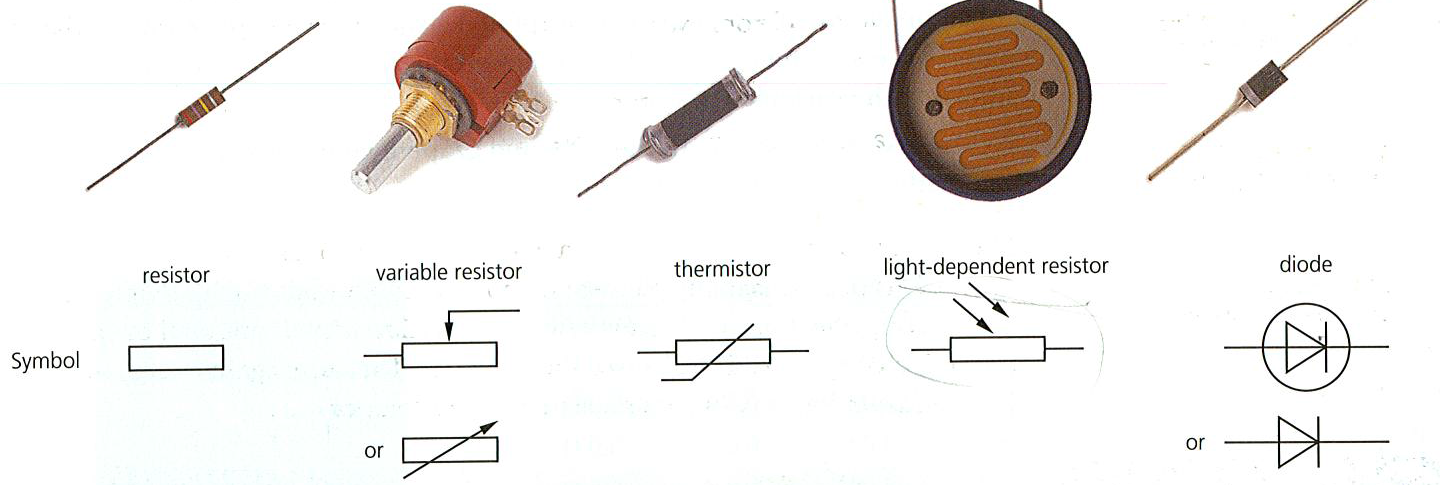 resistor
variable resistor
thermistor
light-dependent resistor
diode
Symbol
or
or